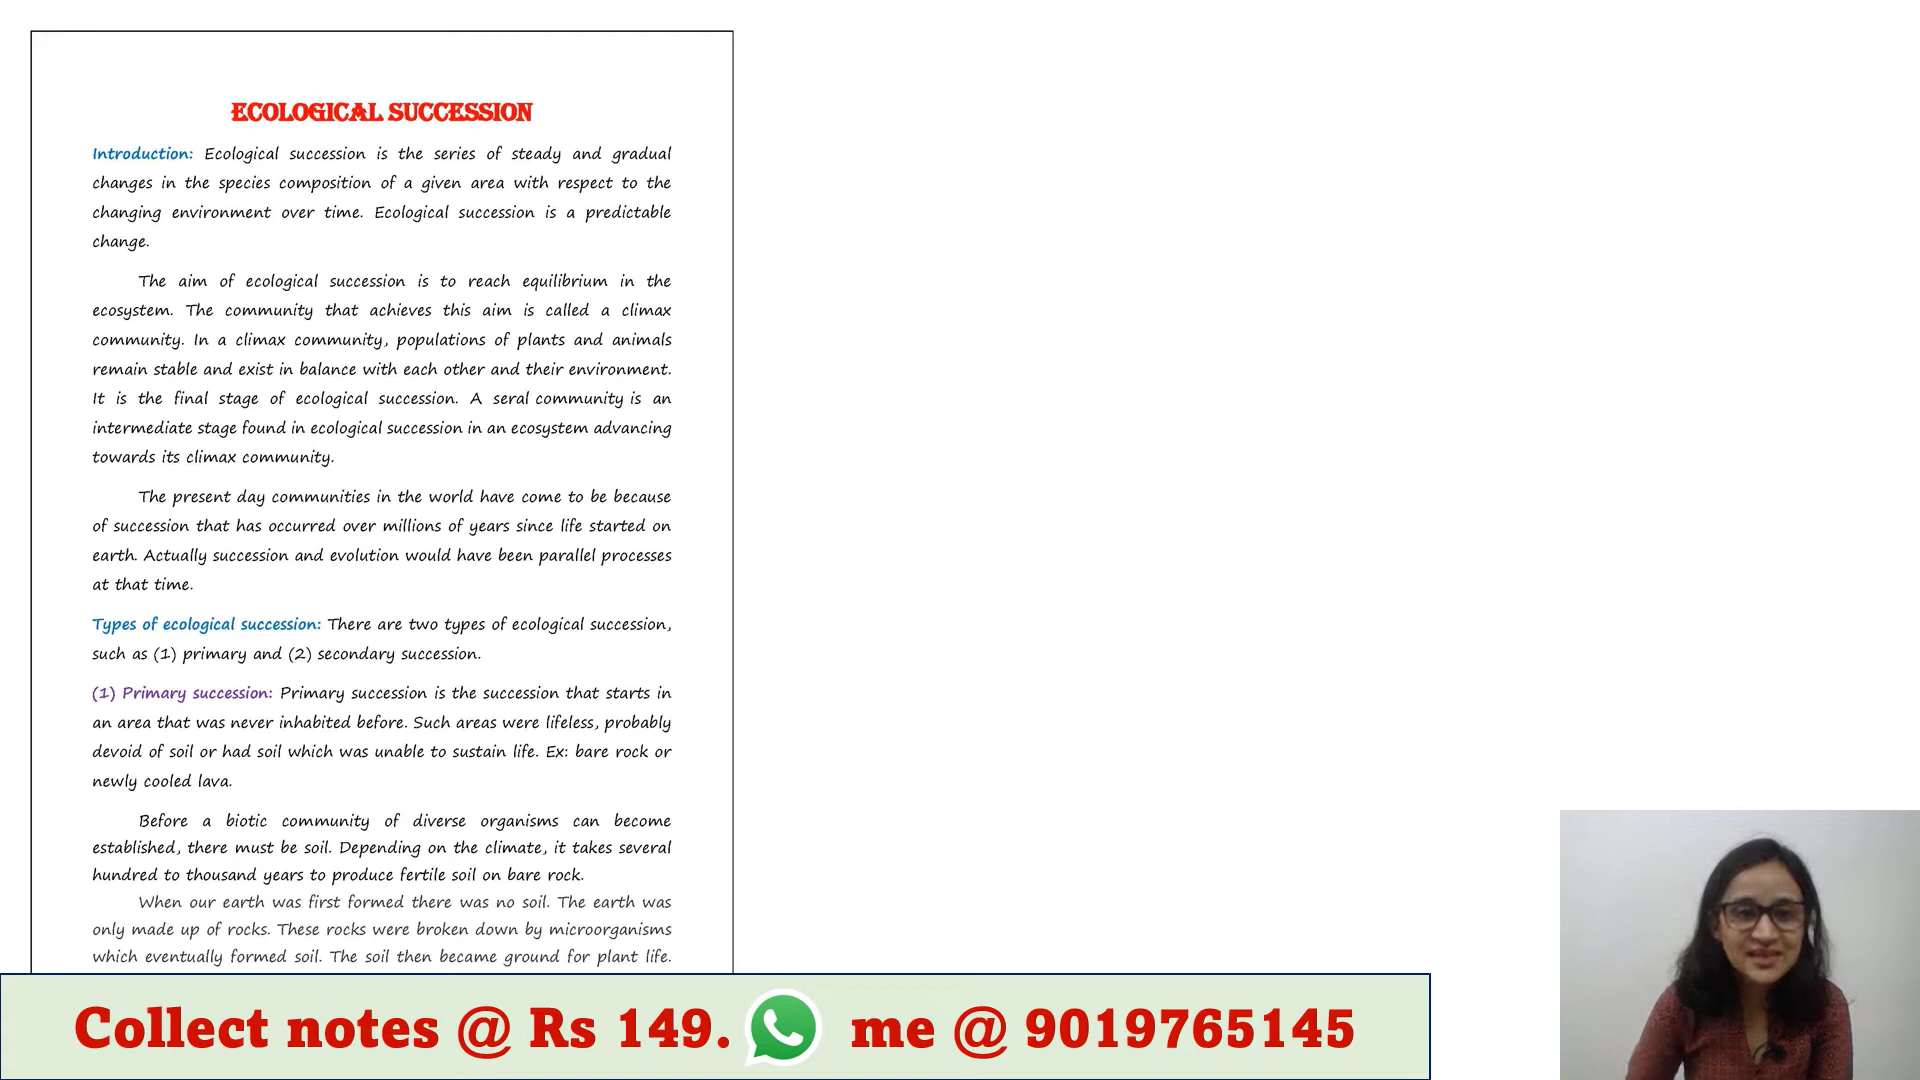 ECOLOGICAL SUCCESSION
Introduction: Ecological succession is the series of steady and gradual
changes in the species composition of a given area with respect to the
changing environment over time. Ecological succession is a predictable
change.
The aim of ecological succession is to reach equilibrium in the
ecosystem. The community that achieves this aim is called a climax
community. In a climax community, populations of plants and animals
remain stable and exist in balance with each other and their environment.
It is the final stage of ecological succession. A seral community is an
intermediate stage found in ecological succession in an ecosystem advancing
towards its climax community.
The present day communities in the world have come to be because
of succession that has occurred over millions of years since life started on
earth. Actually succession and evolution would have been parallel processes
at that time.
Types of ecological succession: There are two types of ecological succession,
such as (1) primary and (2) secondary succession.
(1) Primary succession: Primary succession is the succession that starts in
an area that was never inhabited before. Such areas were lifeless, probably
devoid of soil or had soil which was unable to sustain life. Ex: bare rock or
newly cooled lava.
Before a biotic community of diverse organisms can become
established, there must be soil. Depending on the climate, it takes several
hundred to thousand years to produce fertile soil on bare rock.
When our earth was first formed there was no soil. The earth was
only made up of rocks. These rocks were broken down by microorganisms
which eventually formed soil. The soil then became ground for plant life.
Collect notes @ Rs 149. me @ 9019765145